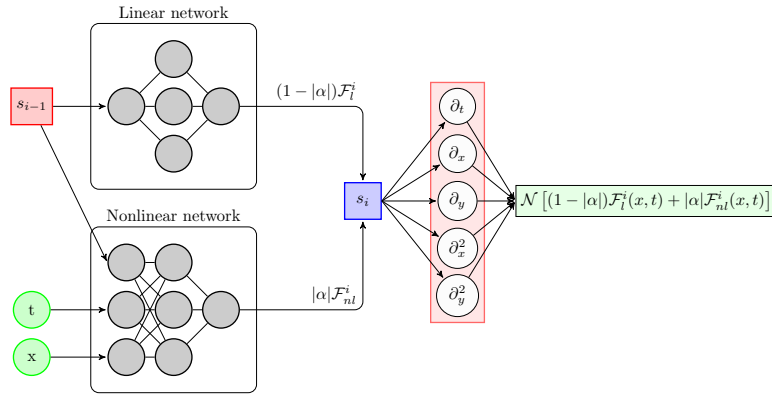 Linear network
s_{i−1}
(1 − |α|)ℱ_l^i
∂_t
∂_x
Nonlinear network
s_i
∂_y
𝒩 [(1 − |α|)ℱ_l^i(x, t) + |α|ℱ_{nl}^i(x, t)]
∂_x^2
t
|α|ℱ_{nl}^i
∂_y^2
x